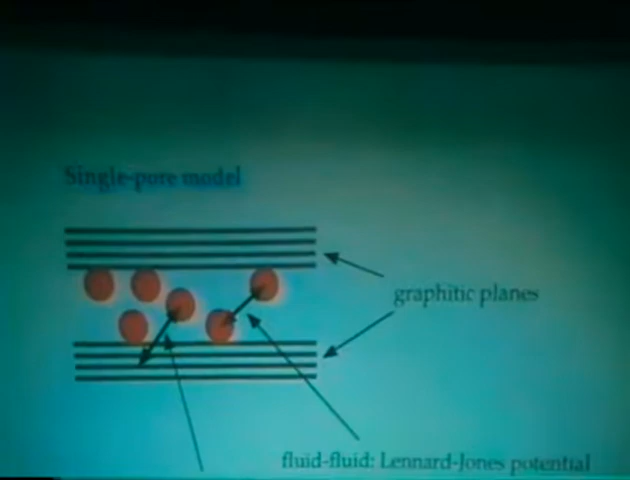 Single-pore model
graphitic planes
fluid-fluid: Lennard-Jones potential